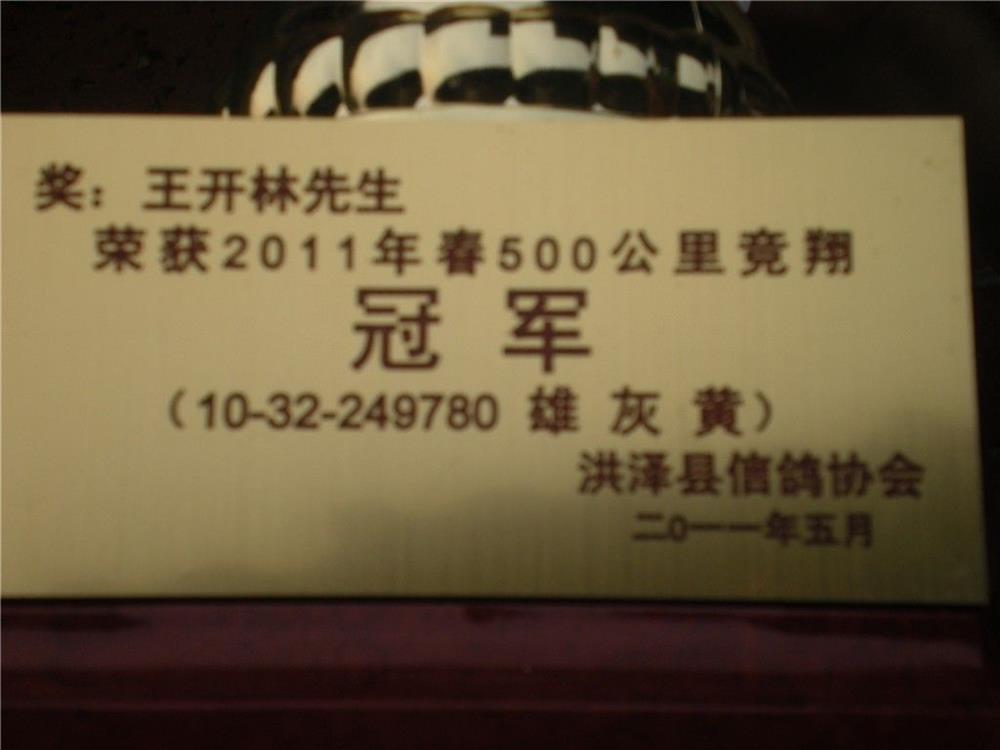 奖：王开林先生
荣获2011年春500公里竞翔
冠军
（10-32-249780 雄 灰 黄）
洪泽县信鸽协会
二0一一年五月